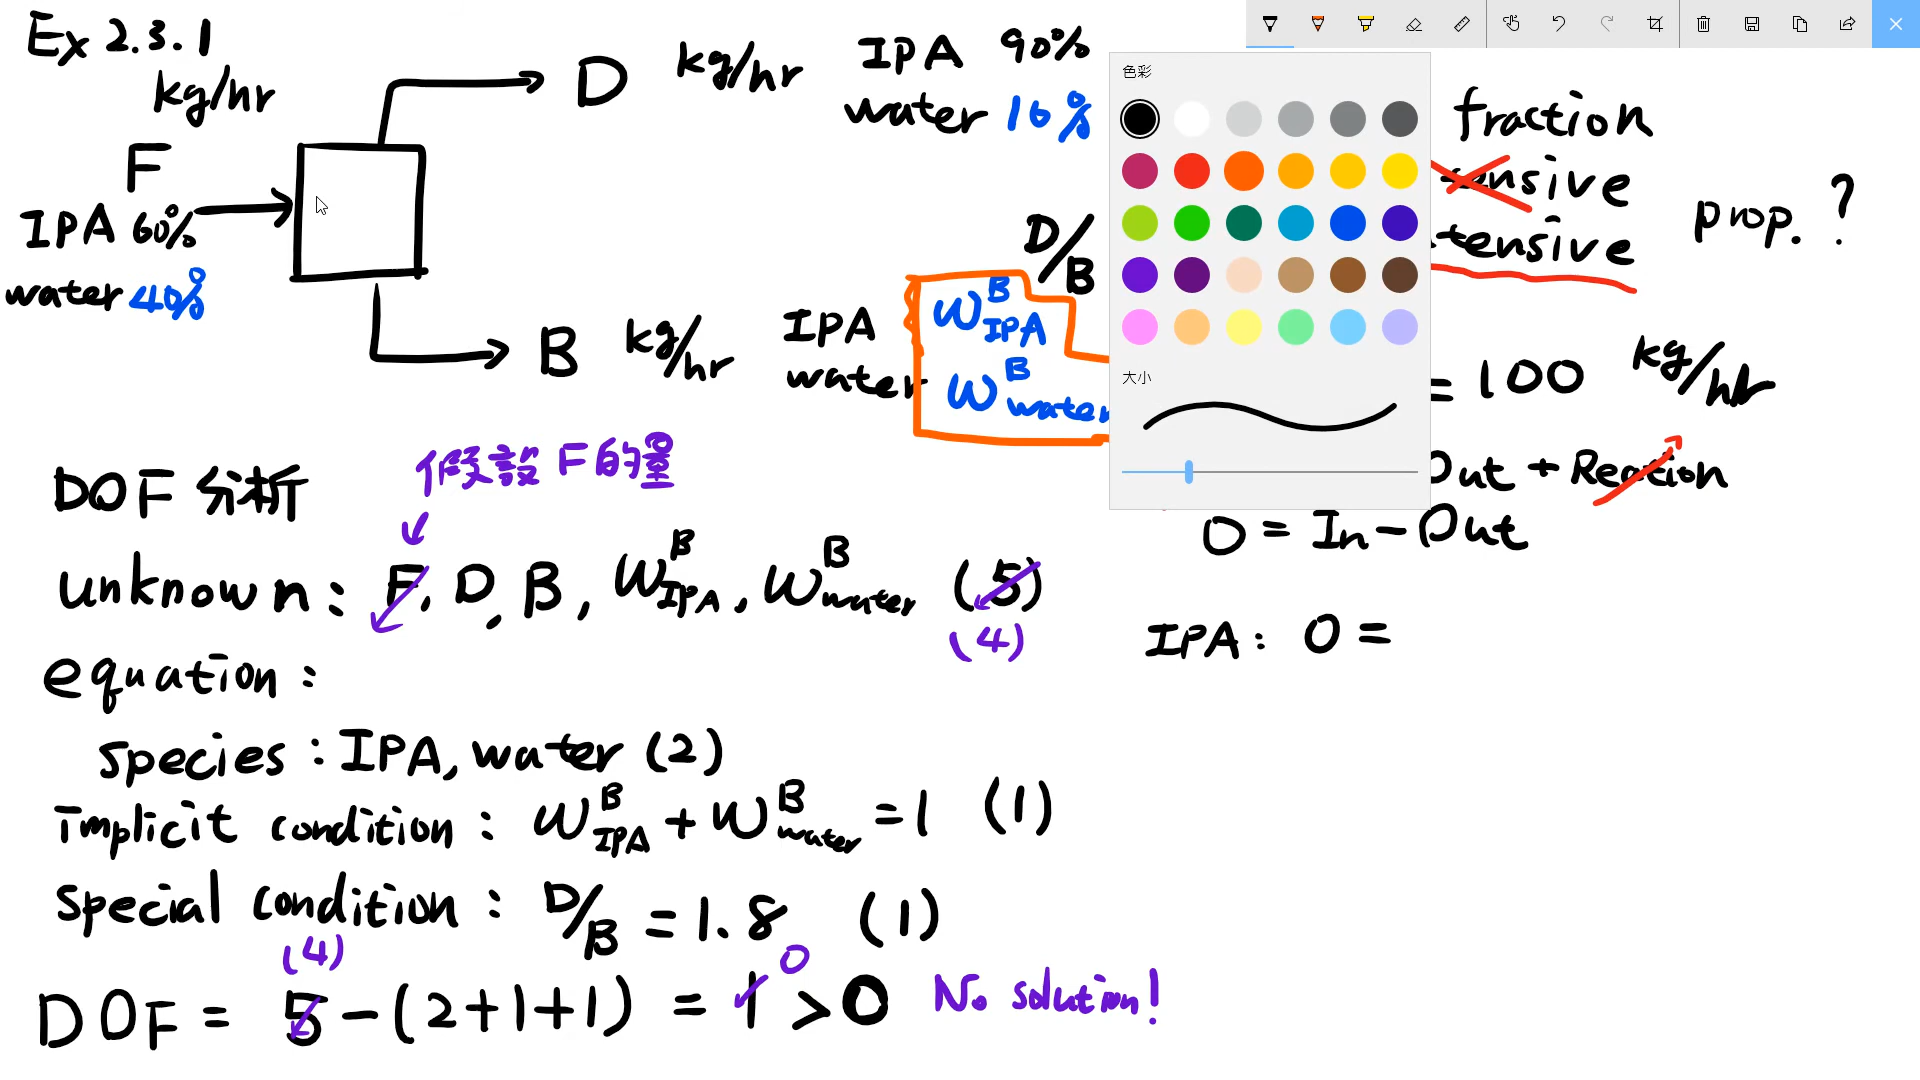 Ex 2.3.1
kg/hr
F
IPA 60%
water 40%
D kg/hr
IPA 90%
water 10%
B kg/hr
IPA
water
D/B
w^B_IPA
w^B_water
色彩
大小
fraction
ensive
tensive
prop. ?
= 100 kg/hr
Out + Reaction
0 = In - Out
IPA: 0 =
DOF 分析
假設 F的量
unknown: F, D, B, w^B_IPA, w^B_water (5)
(4)
equation:
species: IPA, water (2)
implicit condition: w^B_IPA + w^B_water = 1 (1)
special condition: D/B = 1.8 (1)
(4)
0
DOF = 5 - (2+1+1) = 1 > 0 No solution!